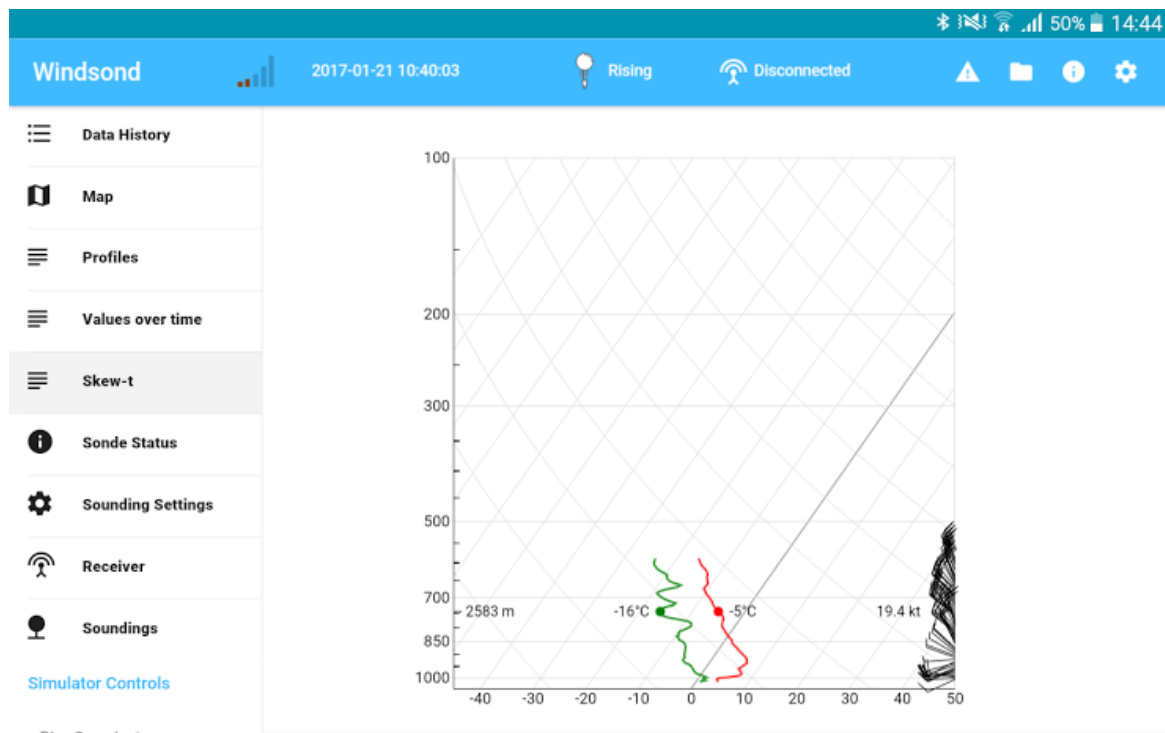 50% 14:44
Windsond 2017-01-21 10:40:03 Rising Disconnected
Data History
Map
Profiles
Values over time
Skew-t
Sonde Status
Sounding Settings
Receiver
Soundings
Simulator Controls
100
200
300
500
700
2583 m -16°C -5°C 19.4 kt
850
1000
-40 -30 -20 -10 0 10 20 30 40 50